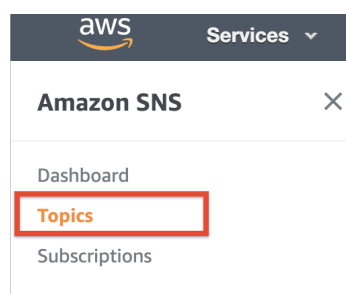 aws Services
Amazon SNS
Dashboard
Topics
Subscriptions